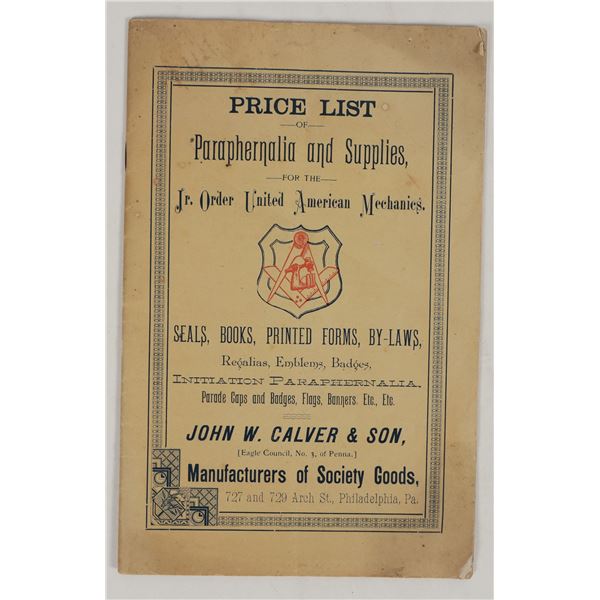 PRICE LIST
OF
Paraphernalia and Supplies,
FOR THE
Jr. Order United American Mechanics.
SEALS, BOOKS, PRINTED FORMS, BY-LAWS,
Regalias, Emblems, Badges,
INITIATION PARAPHERNALIA,
Parade Caps and Badges, Flags, Banners. Etc., Etc.
JOHN W. CALVER & SON,
[Eagle Council, No. 3, of Penna.]
Manufacturers of Society Goods,
727 and 729 Arch St., Philadelphia, Pa.